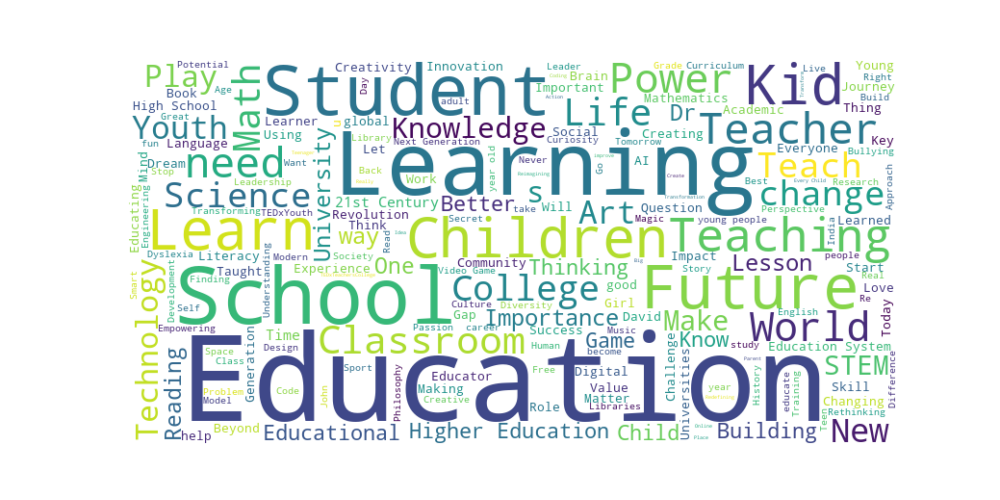 Potential
Creativity
Innovation
Leader
Grade
Curriculum
Live
Young
Play
Math
Student
Day
Brain
Power
Kid
Right
Age
Book
adult
Important
Mathematics
Journey
High School
Learner
Life
Dr
Academic
Build
Thing
Great
Youth
Using
u
global
Knowledge
Social
Creating
Teacher
fun
Language
Library
Next Generation
Curiosity
Tomorrow
Everyone
Key
Let
Learning
Bullying
Mind
Dream
need
University
Want
Back
Never
Go
AI
Teach
Stop
Work
year old
Best
Research
Approach
Leadership
Science
21st Century
Better
s
take
Will
Art
Question
Every Child
change
Create
Transformation
Perspective
Educating
Engineering
Transforming
TEDxYouth
Revolution
Secret
Magic
young people
India
Learned
Learn
Think
way
Read
Idea
Children
Teaching
people
Dyslexia
Literacy
Understanding
Society
Community
Impact
Story
Lesson
Start
Smart
Technology
Development
Finding
Taught
Modern
Experience
One
Video Game
Thinking
good
Big
Real
Love
School
College
Girl
Future
Re
Today
Self
Culture
Diversity
Gap
Importance
David
Make
World
English
Empowering
Time
Passion
career
Success
Music
Game
Know
study
Education System
Reading
Space
Class
Generation
Design
Classroom
Human
become
Challenge
Universities
Parent
STEM
Difference
Education
Sport
Philosophy
Educator
Free
Digital
year
History
educate
Training
Skill
Problem
Model
Code
John
Making
Creative
Value
Matter
Libraries
Changing
Rethinking
Teen
help
Beyond
Educational
Higher Education
Role
Child
Online
Place
Building
New